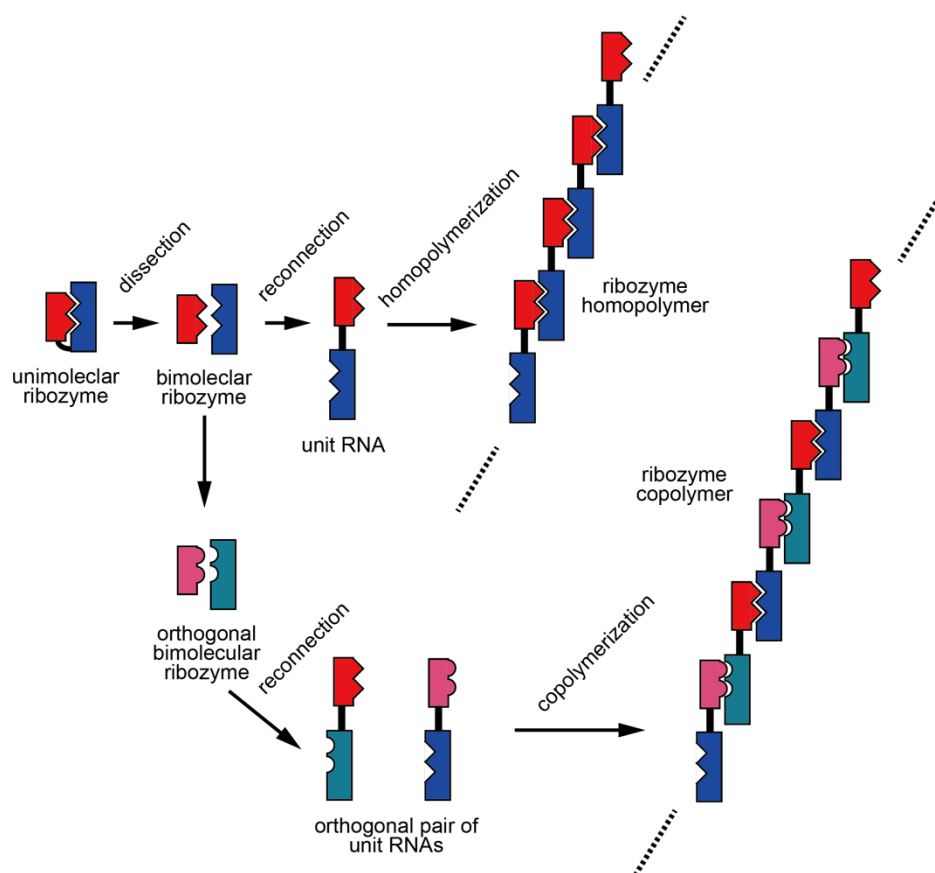 dissection
reconnection
homopolymerization
ribozyme
homopolymer
unimoleclar
ribozyme
bimoleclar
ribozyme
unit RNA
ribozyme
copolymer
orthogonal
bimolecular
ribozyme
reconnection
copolymerization
orthogonal pair of
unit RNAs